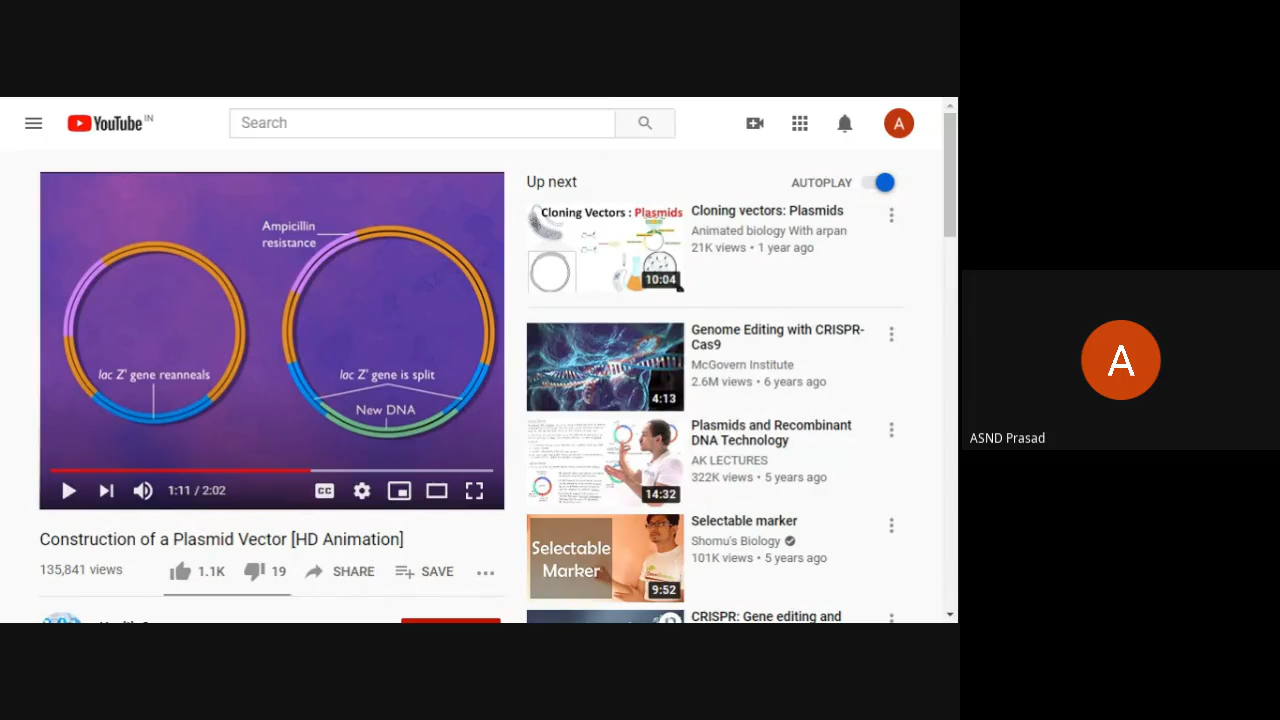 YouTube IN
Search
A
Ampicillin
resistance
lac Z' gene reanneals
lac Z' gene is split
New DNA
1:11 / 2:02
CC
Construction of a Plasmid Vector [HD Animation]
135,841 views
1.1K
19
SHARE
SAVE
Up next
AUTOPLAY
Cloning Vectors : Plasmids
10:04
Cloning vectors: Plasmids
Animated biology With arpan
21K views • 1 year ago
4:13
Genome Editing with CRISPR-
Cas9
McGovern Institute
2.6M views • 6 years ago
14:32
Plasmids and Recombinant
DNA Technology
AK LECTURES
322K views • 5 years ago
Selectable
Marker
9:52
Selectable marker
Shomu's Biology
101K views • 5 years ago
CRISPR: Gene editing and
A
ASND Prasad